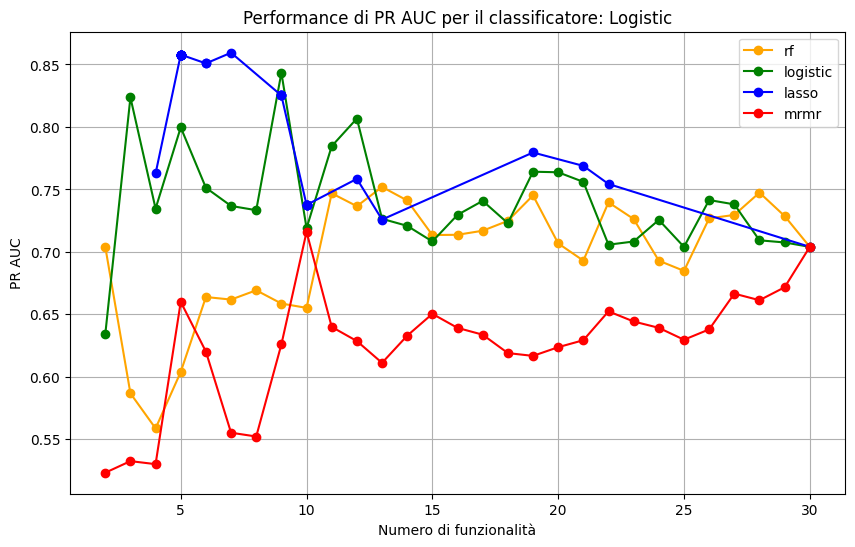 Performance di PR AUC per il classificatore: Logistic
rf
logistic
lasso
mrmr
PR AUC
0.85
0.80
0.75
0.70
0.65
0.60
0.55
5 10 15 20 25 30
Numero di funzionalità